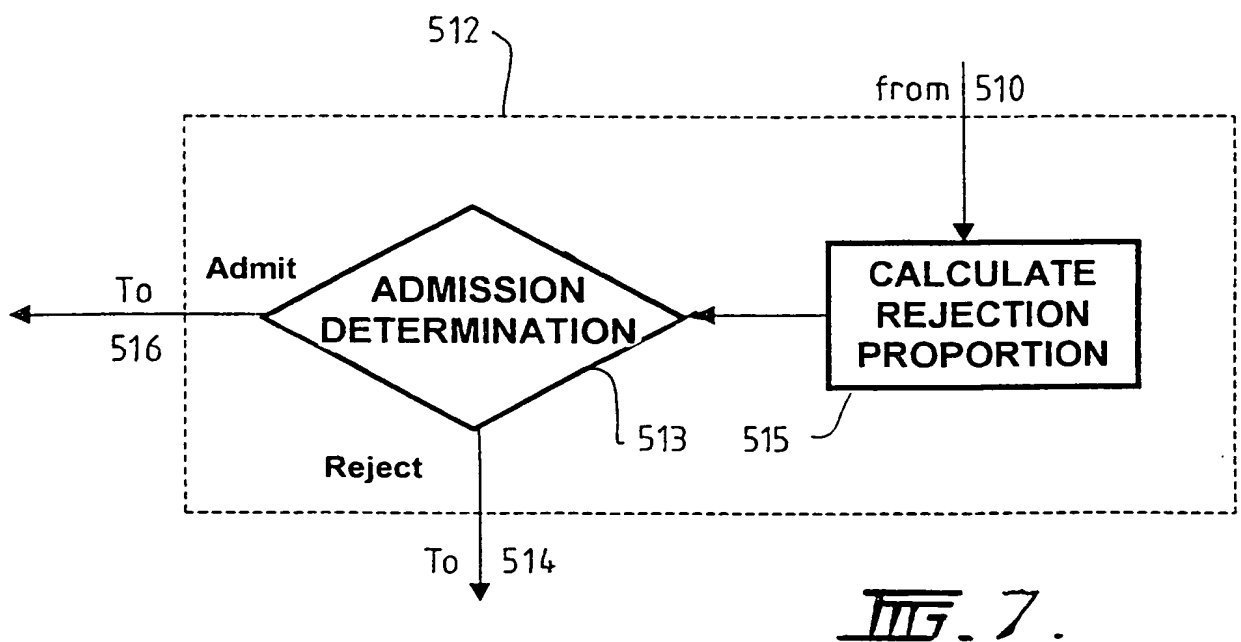 512
from 510
CALCULATE
REJECTION
PROPORTION
Admit
ADMISSION
DETERMINATION
To
516
513
515
Reject
To 514
FIG. 7.